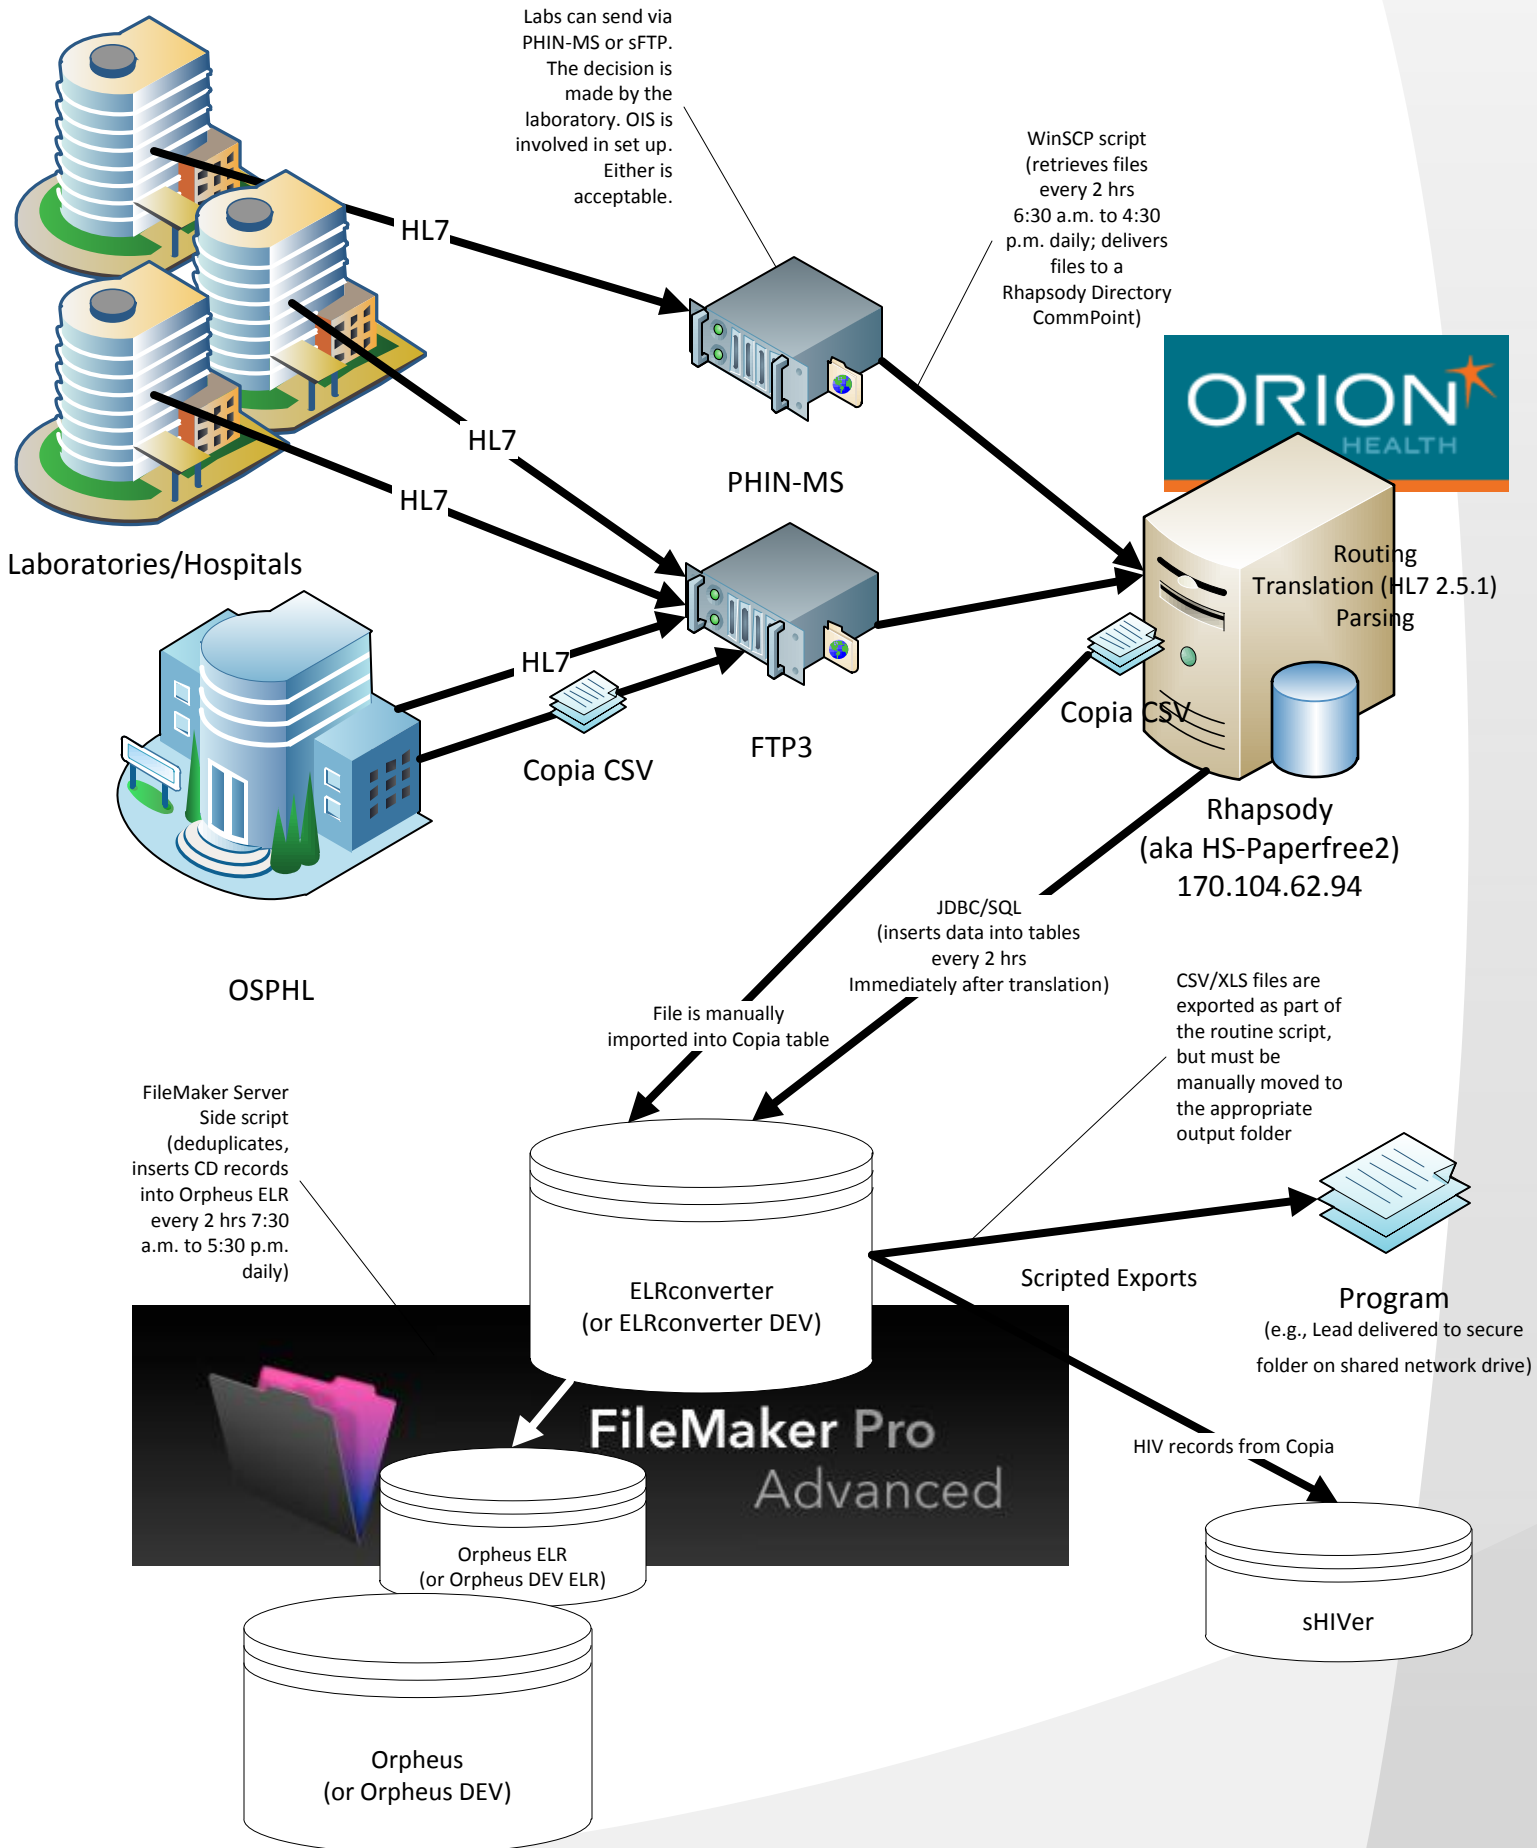 Labs can send via
PHIN-MS or sFTP.
The decision is
made by the
laboratory. OIS is
involved in set up.
Either is
acceptable.
WinSCP script
(retrieves files
every 2 hrs
6:30 a.m. to 4:30
p.m. daily; delivers
files to a
Rhapsody Directory
CommPoint)
HL7
ORION
HEALTH
HL7
PHIN-MS
HL7
Laboratories/Hospitals
Routing
Translation (HL7 2.5.1)
Parsing
HL7
Copia CSV
FTP3
Copia CSV
Rhapsody
(aka HS-Paperfree2)
170.104.62.94
OSPHL
JDBC/SQL
(inserts data into tables
every 2 hrs
Immediately after translation)
File is manually
imported into Copia table
CSV/XLS files are
exported as part of
the routine script,
but must be
manually moved to
the appropriate
output folder
FileMaker Server
Side script
(deduplicates,
inserts CD records
into Orpheus ELR
every 2 hrs 7:30
a.m. to 5:30 p.m.
daily)
ELRconverter
(or ELRconverter DEV)
Scripted Exports
Program
(e.g., Lead delivered to secure
folder on shared network drive)
FileMaker Pro
Advanced
HIV records from Copia
Orpheus ELR
(or Orpheus DEV ELR)
sHIVer
Orpheus
(or Orpheus DEV)